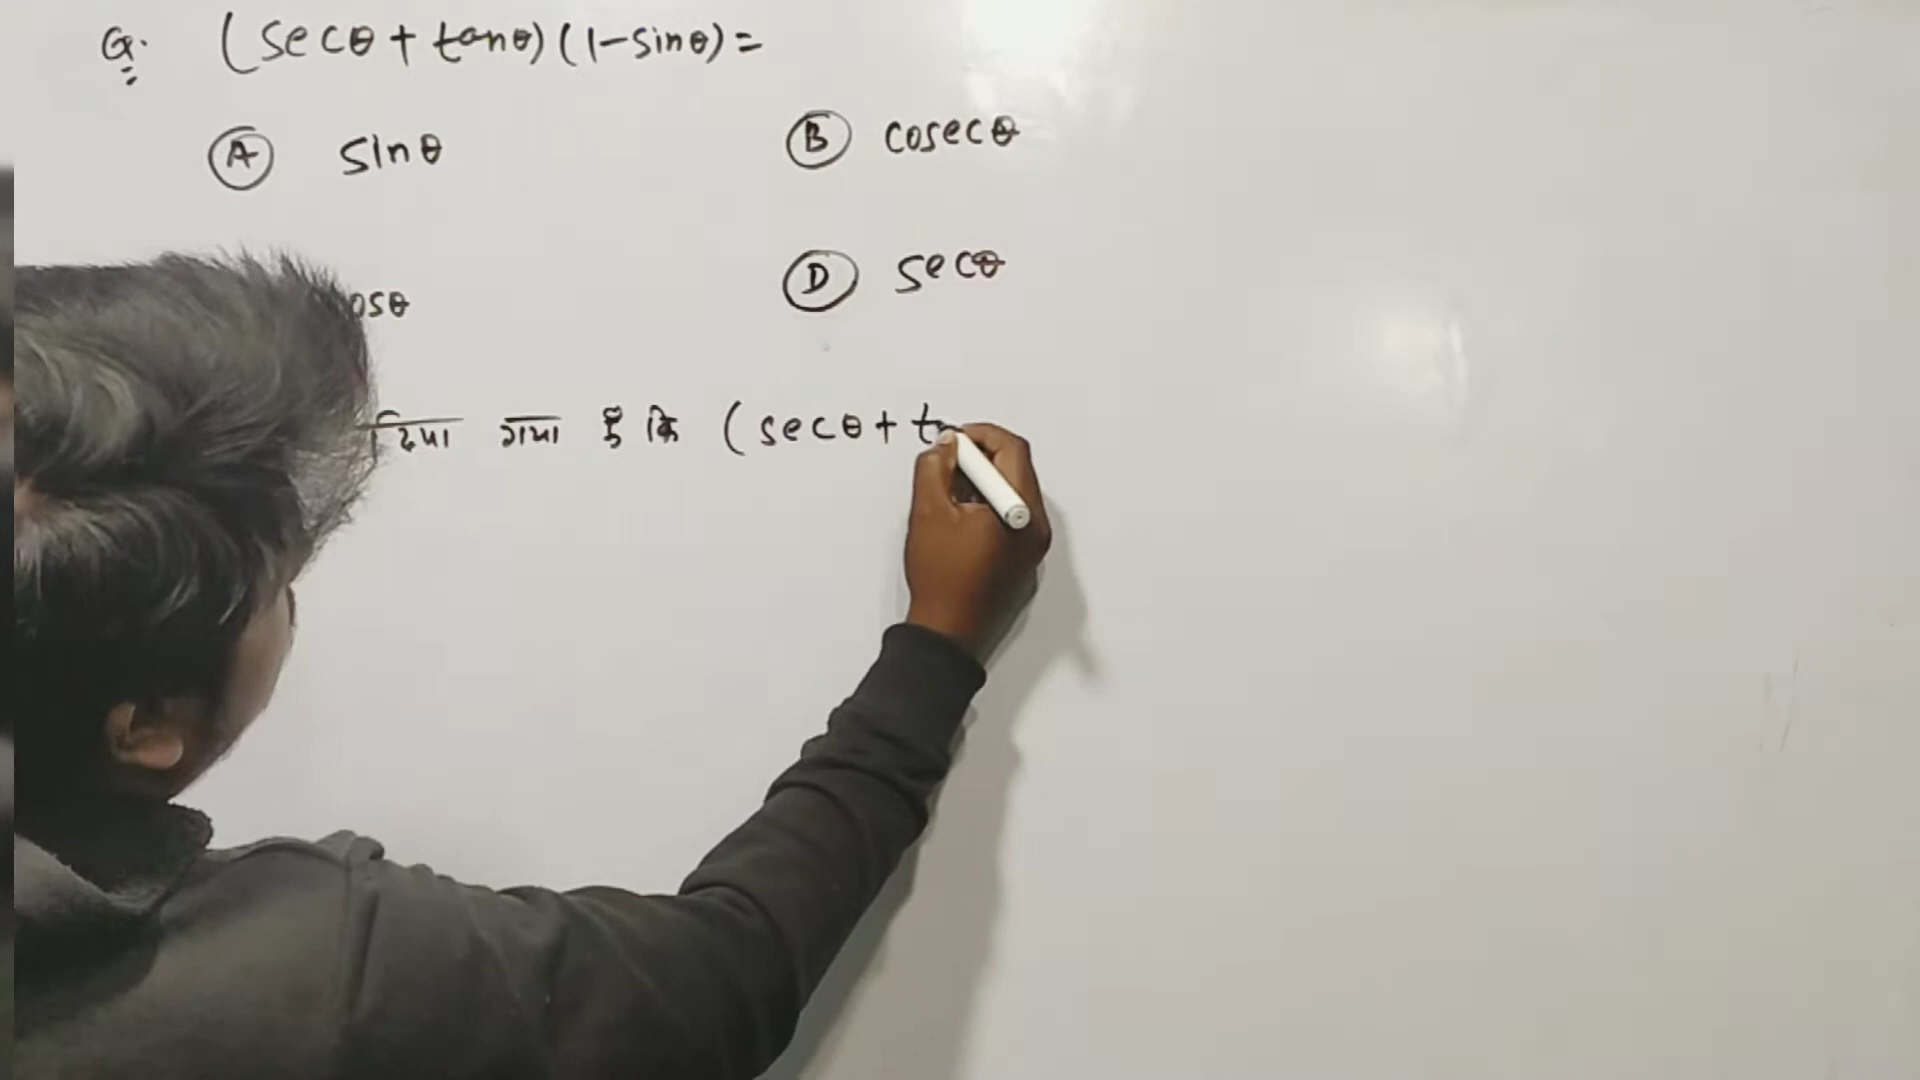 Q. (secθ + tanθ)(1-sinθ) =
A sinθ
B cosecθ
osθ
D secθ
दिया गया है कि (secθ + t